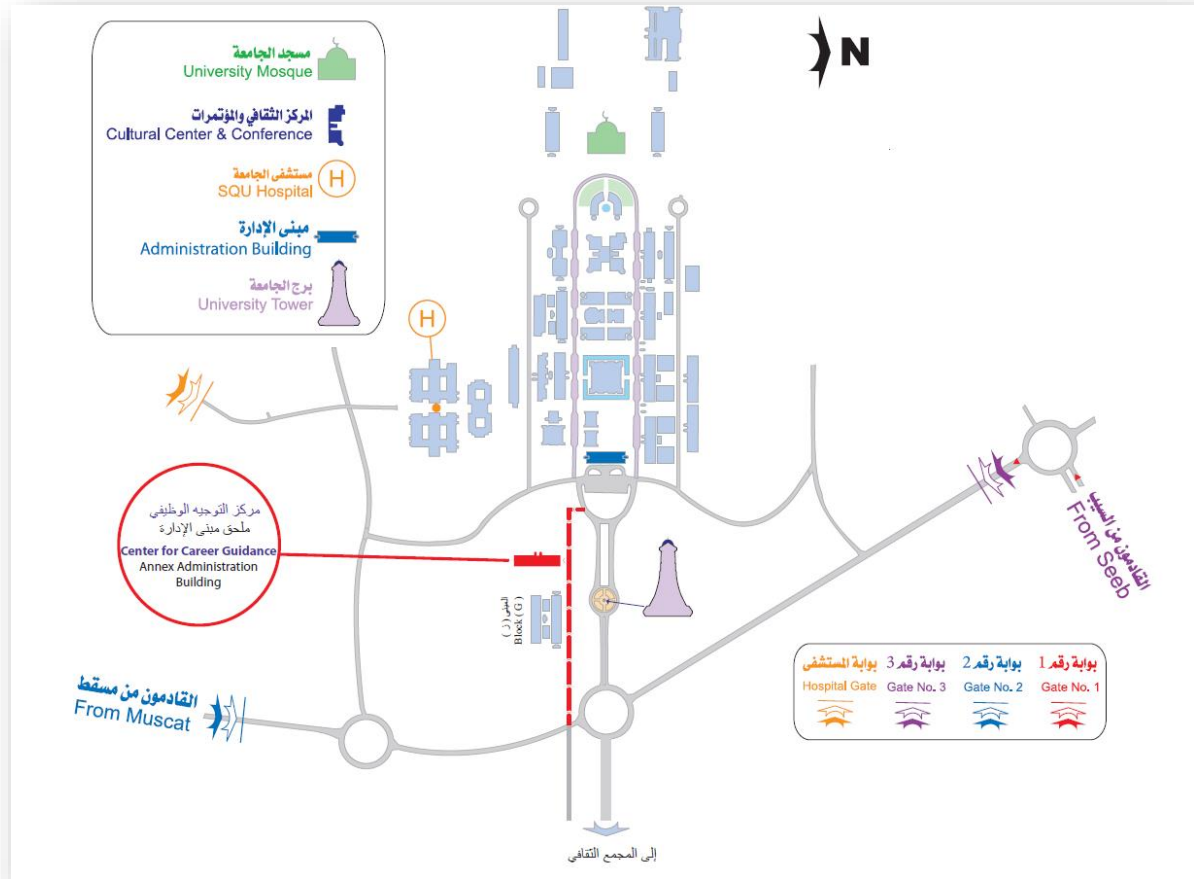 مسجد الجامعة
University Mosque
المركز الثقافي والمؤتمرات
Cultural Center & Conference
مستشفى الجامعة
SQU Hospital
H
مبنى الإدارة
Administration Building
برج الجامعة
University Tower
N
H
مركز التوجيه الوظيفي
ملحق مبنى الإدارة
Center for Career Guidance
Annex Administration
Building
المبنى ( ز )
Block ( G )
القادمون من السيب
From Seeb
القادمون من مسقط
From Muscat
بوابة رقم 1
Gate No. 1
بوابة رقم 2
Gate No. 2
بوابة رقم 3
Gate No. 3
بوابة المستشفى
Hospital Gate
إلى المجمع الثقافي